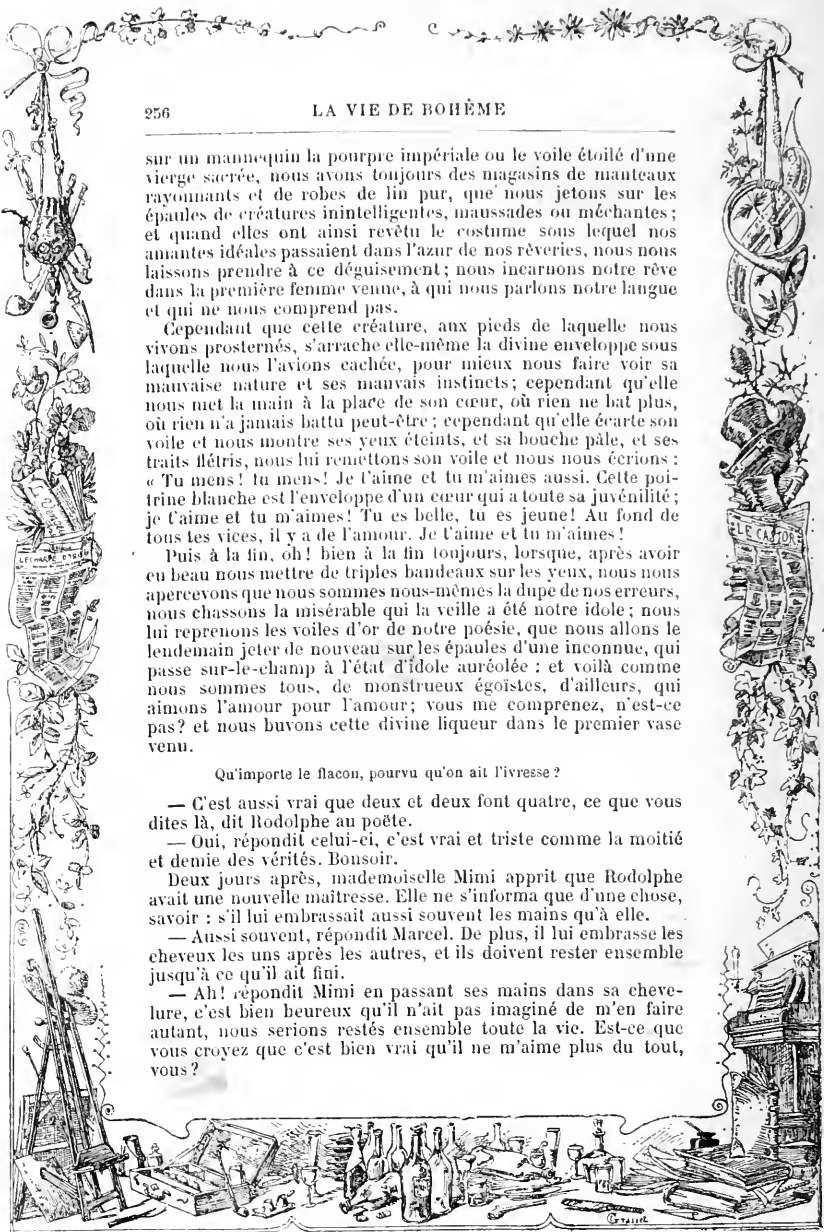 256 LA VIE DE BOHÊME
sur un mannequin la pourpre impériale ou le voile étoilé d'une
vierge sacrée, nous avons toujours des magasins de manteaux
rayonnants et de robes de lin pur, que nous jetons sur les
épaules de créatures inintelligentes, maussades ou méchantes ;
et quand elles ont ainsi revêtu le costume sous lequel nos
amantes idéales passaient dans l'azur de nos rêveries, nous nous
laissons prendre à ce déguisement ; nous incarnons notre rêve
dans la première femme venue, à qui nous parlons notre langue
et qui ne nous comprend pas.
Cependant que cette créature, aux pieds de laquelle nous
vivons prosternés, s'arrache elle-même la divine enveloppe sous
laquelle nous l'avions cachée, pour mieux nous faire voir sa
mauvaise nature et ses mauvais instincts ; cependant qu'elle
nous met la main à la place de son cœur, où rien ne bat plus,
où rien n'a jamais battu peut-être ; cependant qu'elle écarte son
voile et nous montre ses yeux éteints, et sa bouche pâle, et ses
traits flétris, nous lui remettons son voile et nous nous écrions :
« Tu mens ! tu mens ! Je t'aime et tu m'aimes aussi. Cette poi-
trine blanche est l'enveloppe d'un cœur qui a toute sa juvénilité ;
je t'aime et tu m'aimes ! Tu es belle, tu es jeune ! Au fond de
tous tes vices, il y a de l'amour. Je t'aime et tu m'aimes !
Puis à la fin, oh ! bien à la fin toujours, lorsque, après avoir
eu beau nous mettre de triples bandeaux sur les yeux, nous nous
apercevons que nous sommes nous-mêmes la dupe de nos erreurs,
nous chassons la misérable qui la veille a été notre idole ; nous
lui reprenons les voiles d'or de notre poésie, que nous allons le
lendemain jeter de nouveau sur les épaules d'une inconnue, qui
passe sur-le-champ à l'état d'idole auréolée : et voilà comme
nous sommes tous, de monstrueux égoïstes, d'ailleurs, qui
aimons l'amour pour l'amour ; vous me comprenez, n'est-ce
pas ? et nous buvons cette divine liqueur dans le premier vase
venu.
Qu'importe le flacon, pourvu qu'on ait l'ivresse ?
— C'est aussi vrai que deux et deux font quatre, ce que vous
dites là, dit Rodolphe au poëte.
— Oui, répondit celui-ci, c'est vrai et triste comme la moitié
et demie des vérités. Bonsoir.
Deux jours après, mademoiselle Mimi apprit que Rodolphe
avait une nouvelle maîtresse. Elle ne s'informa que d'une chose,
savoir : s'il lui embrassait aussi souvent les mains qu'à elle.
— Aussi souvent, répondit Marcel. De plus, il lui embrasse les
cheveux les uns après les autres, et ils doivent rester ensemble
jusqu'à ce qu'il ait fini.
— Ah ! répondit Mimi en passant ses mains dans sa cheve-
lure, c'est bien heureux qu'il n'ait pas imaginé de m'en faire
autant, nous serions restés ensemble toute la vie. Est-ce que
vous croyez que c'est bien vrai qu'il ne m'aime plus du tout,
vous ?
LE CASTOR
Grasset